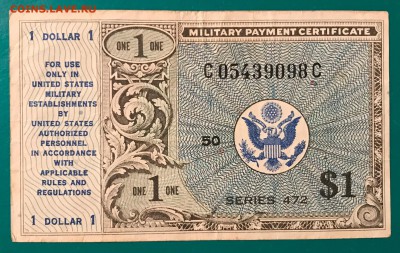 COINS.MILITARY.RU
1 DOLLAR 1
FOR USE
ONLY IN
UNITED STATES
MILITARY
ESTABLISHMENTS
BY
UNITED STATES
AUTHORIZED
PERSONNEL
IN ACCORDANCE
WITH
APPLICABLE
RULES AND
REGULATIONS
1 DOLLAR 1
MILITARY PAYMENT CERTIFICATE
ONE 1 ONE
C05439098C
50
ONE 1 ONE
SERIES 472
$1